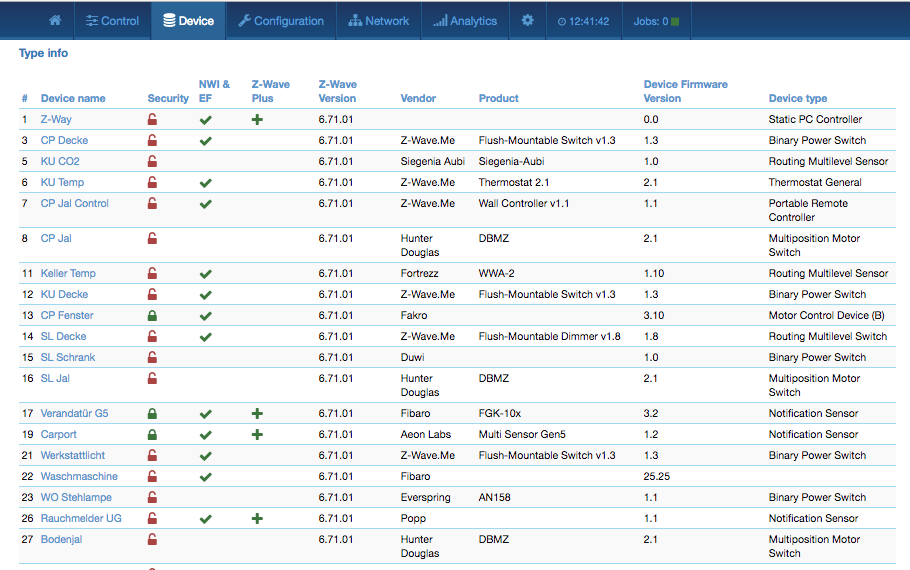 Control Device Configuration Network Analytics 12:41:42 Jobs: 0
Type info
NWI & Z-Wave Z-Wave Device Firmware
# Device name Security EF Plus Version Vendor Product Version Device type
1 Z-Way 6.71.01 0.0 Static PC Controller
3 CP Decke 6.71.01 Z-Wave.Me Flush-Mountable Switch v1.3 1.3 Binary Power Switch
5 KU CO2 6.71.01 Siegenia Aubi Siegenia-Aubi 1.0 Routing Multilevel Sensor
6 KU Temp 6.71.01 Z-Wave.Me Thermostat 2.1 2.1 Thermostat General
7 CP Jal Control 6.71.01 Z-Wave.Me Wall Controller v1.1 1.1 Portable Remote
Controller
8 CP Jal 6.71.01 Hunter DBMZ 2.1 Multiposition Motor
Douglas Switch
11 Keller Temp 6.71.01 Fortrezz WWA-2 1.10 Routing Multilevel Sensor
12 KU Decke 6.71.01 Z-Wave.Me Flush-Mountable Switch v1.3 1.3 Binary Power Switch
13 CP Fenster 6.71.01 Fakro 3.10 Motor Control Device (B)
14 SL Decke 6.71.01 Z-Wave.Me Flush-Mountable Dimmer v1.8 1.8 Routing Multilevel Switch
15 SL Schrank 6.71.01 Duwi 1.0 Binary Power Switch
16 SL Jal 6.71.01 Hunter DBMZ 2.1 Multiposition Motor
Douglas Switch
17 Verandatür G5 6.71.01 Fibaro FGK-10x 3.2 Notification Sensor
19 Carport 6.71.01 Aeon Labs Multi Sensor Gen5 1.2 Notification Sensor
21 Werkstattlicht 6.71.01 Z-Wave.Me Flush-Mountable Switch v1.3 1.3 Binary Power Switch
22 Waschmaschine 6.71.01 Fibaro 25.25
23 WO Stehlampe 6.71.01 Everspring AN158 1.1 Binary Power Switch
26 Rauchmelder UG 6.71.01 Popp 1.1 Notification Sensor
27 Bodenjal 6.71.01 Hunter DBMZ 2.1 Multiposition Motor
Douglas Switch